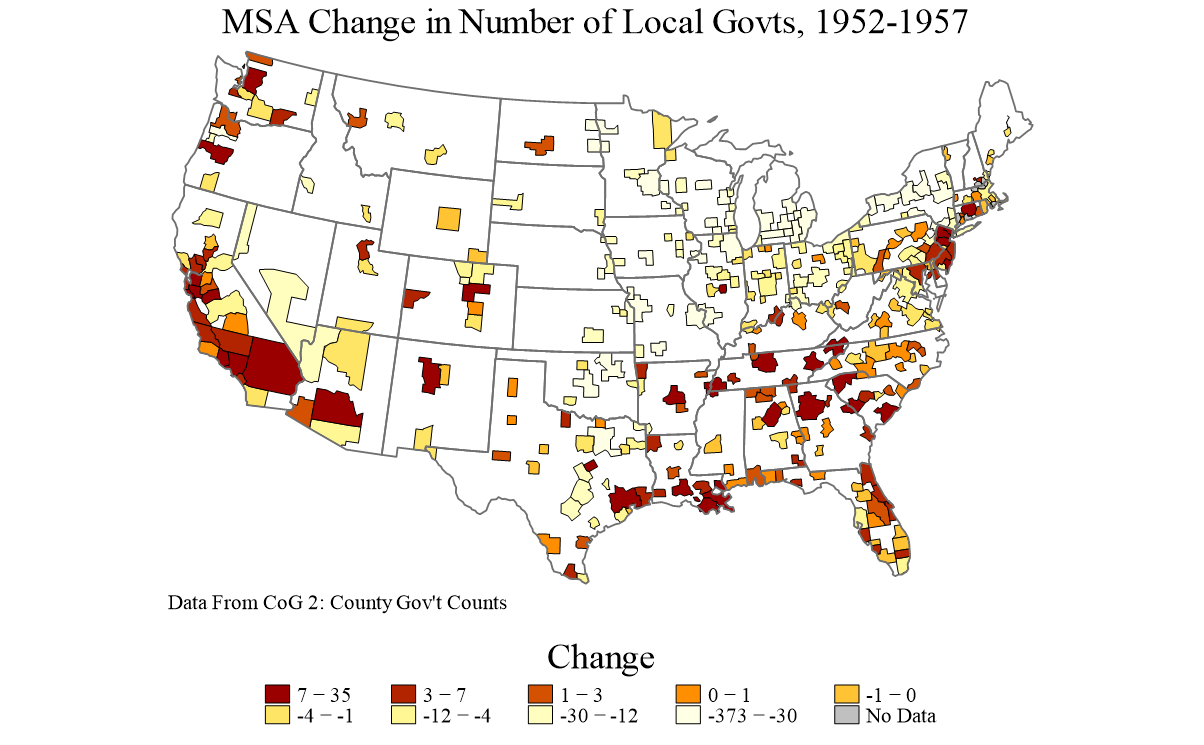 MSA Change in Number of Local Govts, 1952-1957
Data From CoG 2: County Gov't Counts
Change
7 − 35 3 − 7 1 − 3 0 − 1 -1 − 0
-4 − -1 -12 − -4 -30 − -12 -373 − -30 No Data